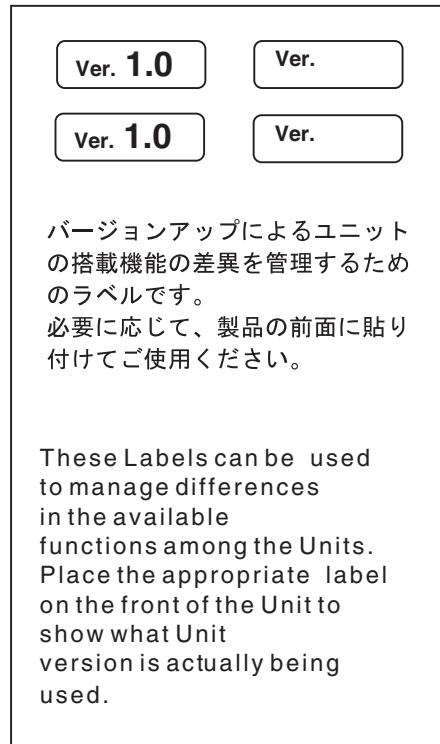 Ver. 1.0 Ver.
Ver. 1.0 Ver.
バージョンアップによるユニット
の搭載機能の差異を管理するため
のラベルです。
必要に応じて、製品の前面に貼り
付けてご使用ください。
These Labels can be used
to manage differences
in the available
functions among the Units.
Place the appropriate label
on the front of the Unit to
show what Unit
version is actually being
used.